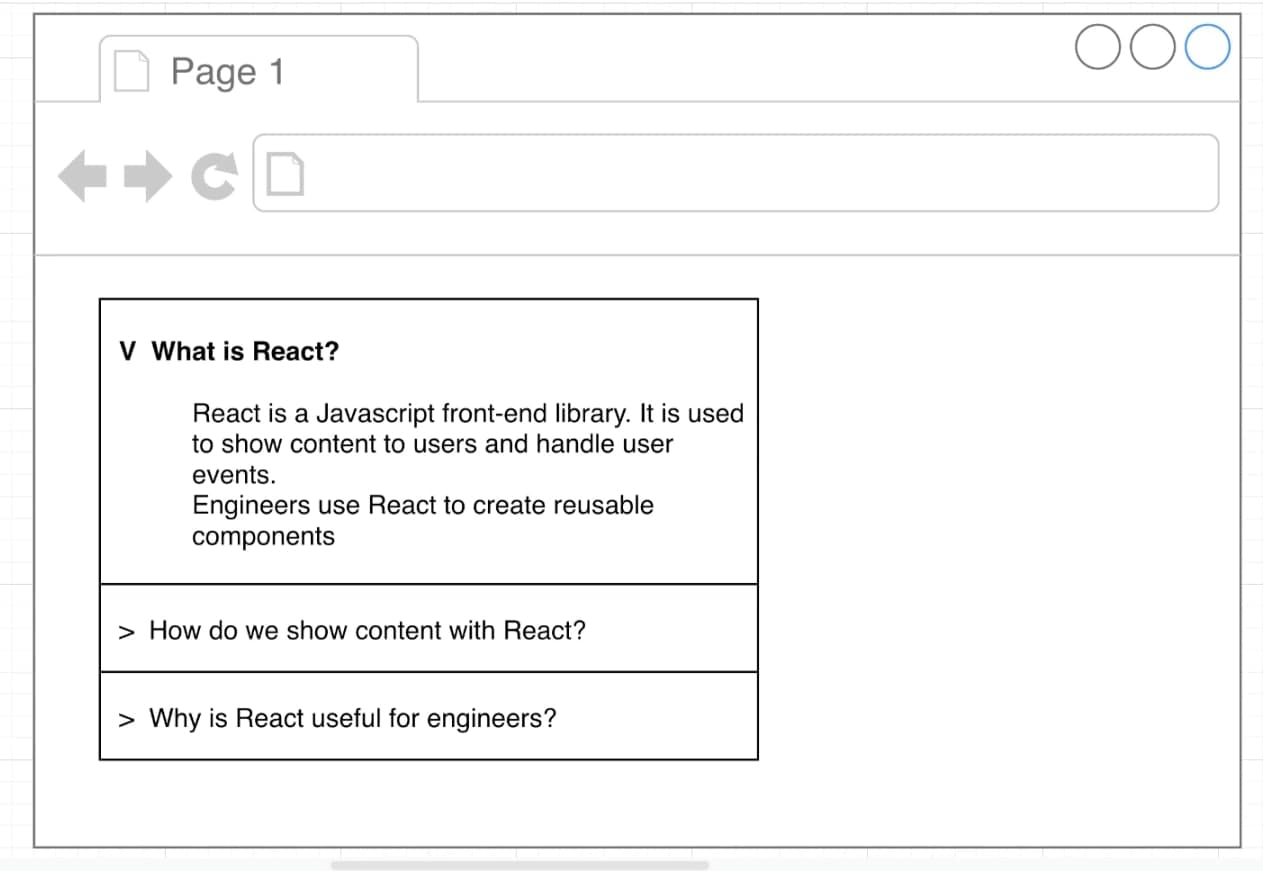 Page 1
V What is React?
React is a Javascript front-end library. It is used
to show content to users and handle user
events.
Engineers use React to create reusable
components
> How do we show content with React?
> Why is React useful for engineers?